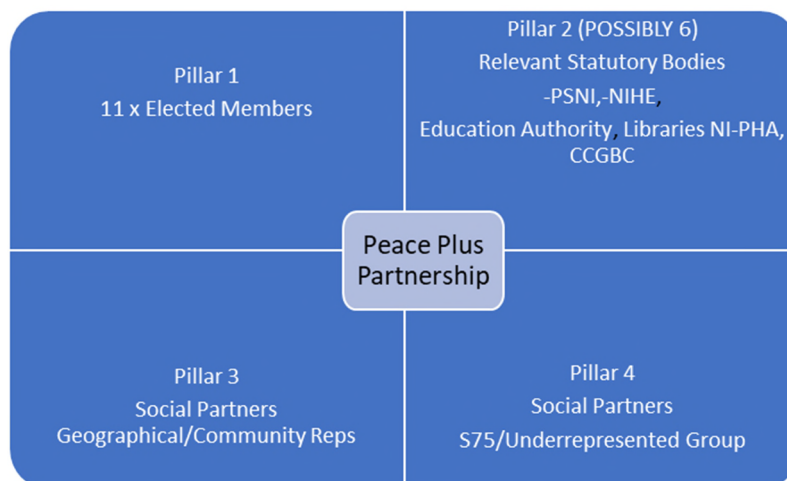 Pillar 1
11 x Elected Members
Pillar 2 (POSSIBLY 6)
Relevant Statutory Bodies
-PSNI,-NIHE,
Education Authority, Libraries NI-PHA,
CCGBC
Peace Plus
Partnership
Pillar 3
Social Partners
Geographical/Community Reps
Pillar 4
Social Partners
S75/Underrepresented Group